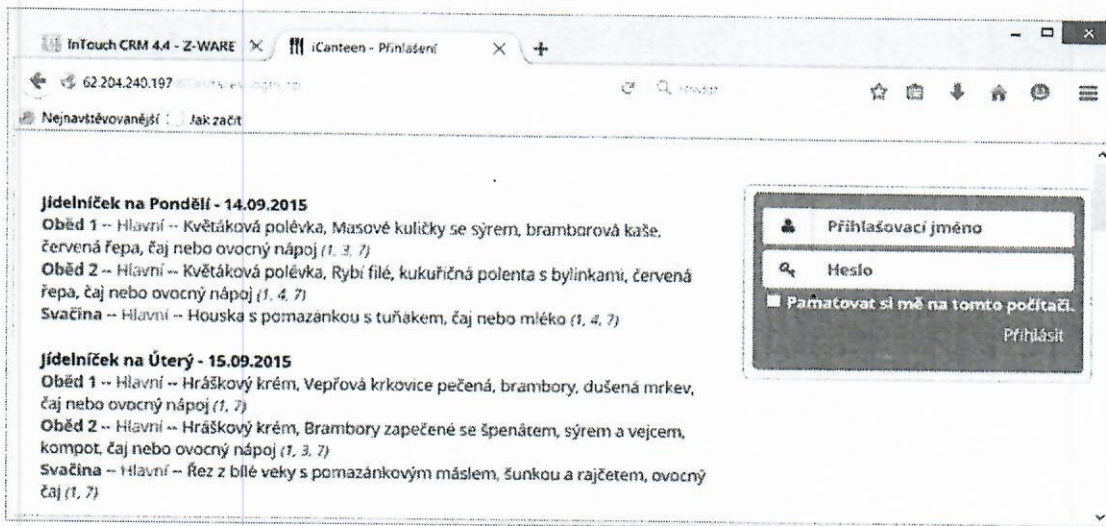 InTouch CRM 4.4 - Z-WARE
iCanteen - Přihlášení
62.204.240.197
Nejnavštěvovanější
Jak začít
Jídelníček na Pondělí - 14.09.2015
Oběd 1 -- Hlavní -- Květáková polévka, Masové kuličky se sýrem, bramborová kaše,
červená řepa, čaj nebo ovocný nápoj (1, 3, 7)
Oběd 2 -- Hlavní -- Květáková polévka, Rybí filé, kukuřičná polenta s bylinkami, červená
řepa, čaj nebo ovocný nápoj (1, 4, 7)
Svačina -- Hlavní -- Houska s pomazánkou s tuňákem, čaj nebo mléko (1, 4, 7)
Jídelníček na Úterý - 15.09.2015
Oběd 1 -- Hlavní -- Hráškový krém, Vepřová krkovice pečená, brambory, dušená mrkev,
čaj nebo ovocný nápoj (1, 7)
Oběd 2 -- Hlavní -- Hráškový krém, Brambory zapečené se špenátem, sýrem a vejcem,
kompot, čaj nebo ovocný nápoj (1, 3, 7)
Svačina -- Hlavní -- Řez z bílé veky s pomazánkovým máslem, šunkou a rajčetem, ovocný
čaj (1, 7)
Přihlašovací jméno
Heslo
Pamatovat si mě na tomto počítači.
Přihlásit